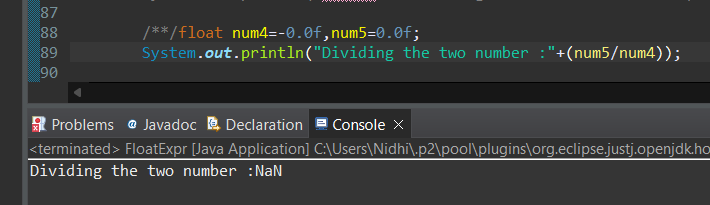 87
88 /**/float num4=-0.0f,num5=0.0f;
89 System.out.println("Dividing the two number :"+(num5/num4));
90
Problems @ Javadoc Declaration Console ×
<terminated> FloatExpr [Java Application] C:\Users\Nidhi\.p2\pool\plugins\org.eclipse.justj.openjdk.ho
Dividing the two number :NaN